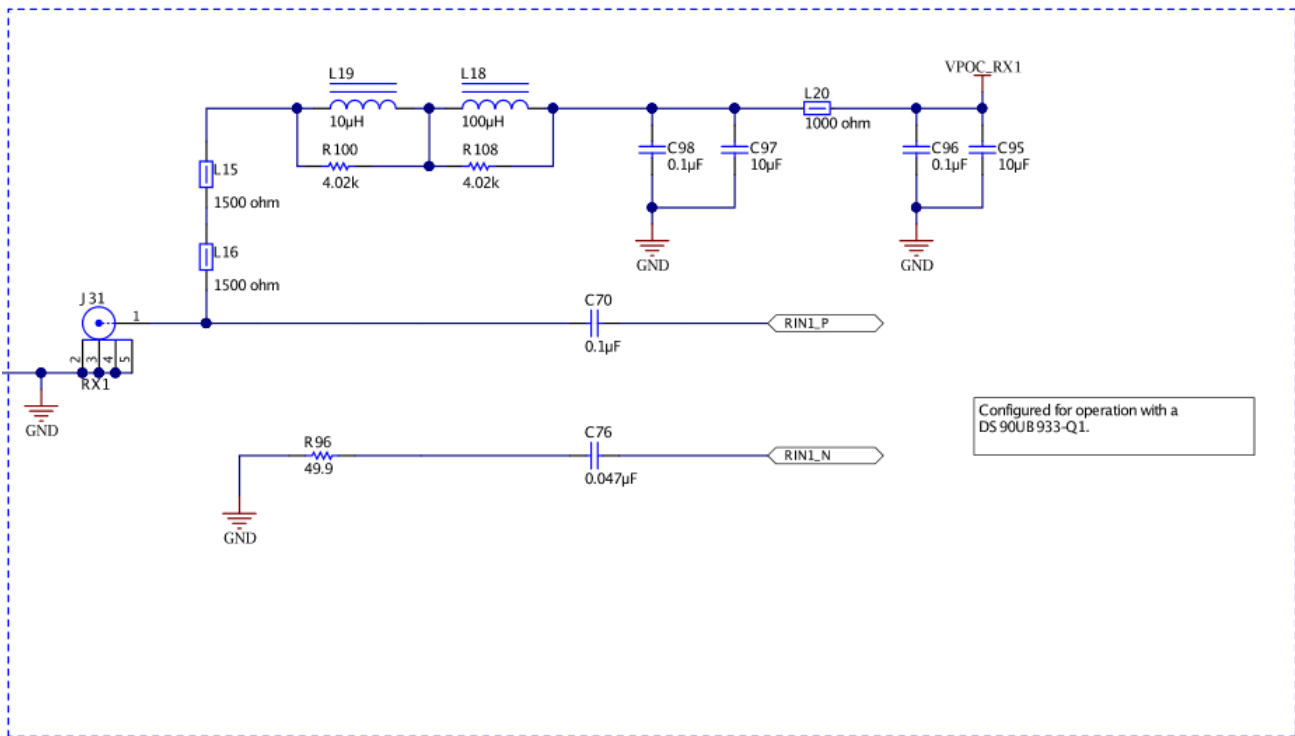 VPOC_RX1
L19
L18
L20
10µH
100µH
1000 ohm
R100
R108
C98
C97
C96
C95
0.1µF
10µF
0.1µF
10µF
4.02k
4.02k
L15
1500 ohm
L16
GND
GND
1500 ohm
J31
C70
1
RIN1_P
0.1µF
2
3
4
5
RX1
GND
Configured for operation with a
DS90UB933-Q1.
R96
C76
RIN1_N
49.9
0.047µF
GND